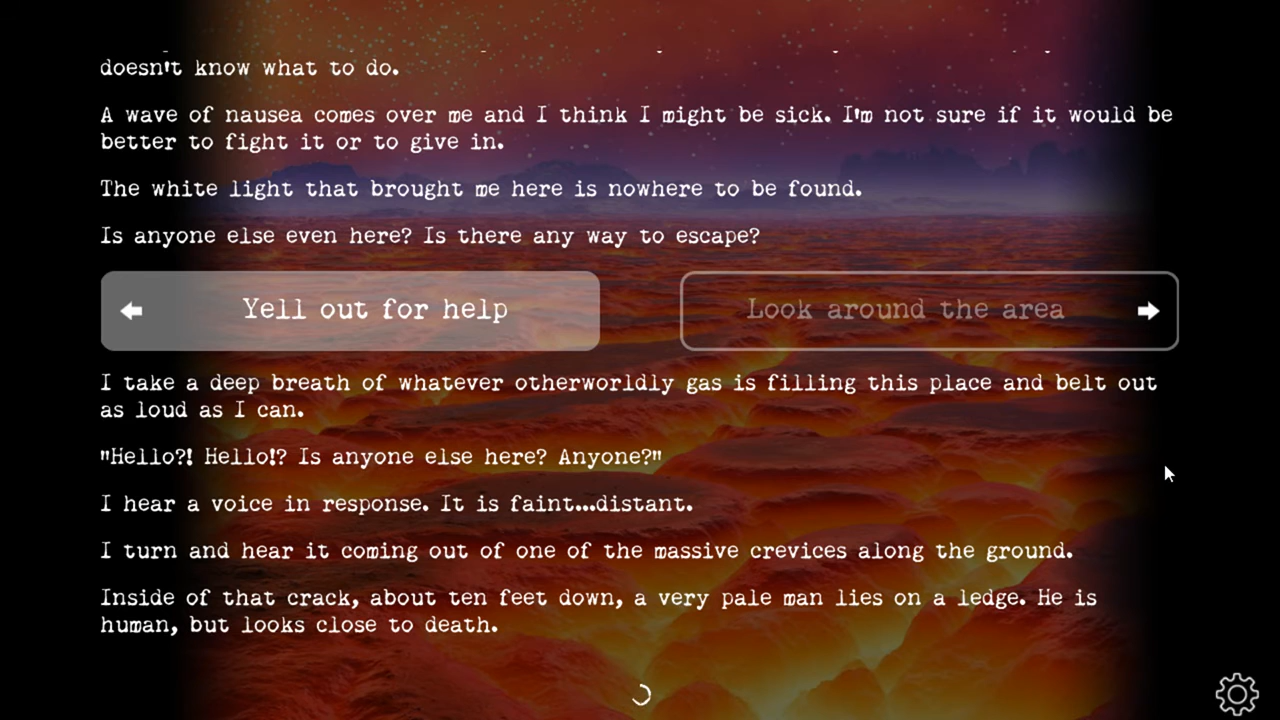 doesn't know what to do.
A wave of nausea comes over me and I think I might be sick. I'm not sure if it would be
better to fight it or to give in.
The white light that brought me here is nowhere to be found.
Is anyone else even here? Is there any way to escape?
Yell out for help
Look around the area
I take a deep breath of whatever otherworldly gas is filling this place and belt out
as loud as I can.
"Hello?! Hello!? Is anyone else here? Anyone?"
I hear a voice in response. It is faint...distant.
I turn and hear it coming out of one of the massive crevices along the ground.
Inside of that crack, about ten feet down, a very pale man lies on a ledge. He is
human, but looks close to death.